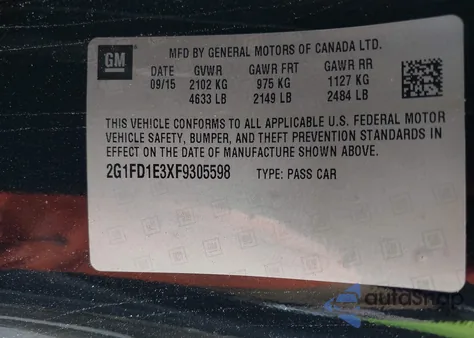 GM
MFD BY GENERAL MOTORS OF CANADA LTD.
DATE GVWR GAWR FRT GAWR RR
09/15 2102 KG 975 KG 1127 KG
4633 LB 2149 LB 2484 LB
THIS VEHICLE CONFORMS TO ALL APPLICABLE U.S. FEDERAL MOTOR
VEHICLE SAFETY, BUMPER, AND THEFT PREVENTION STANDARDS IN
EFFECT ON THE DATE OF MANUFACTURE SHOWN ABOVE.
2G1FD1E3XF9305598 TYPE: PASS CAR
autoSnap